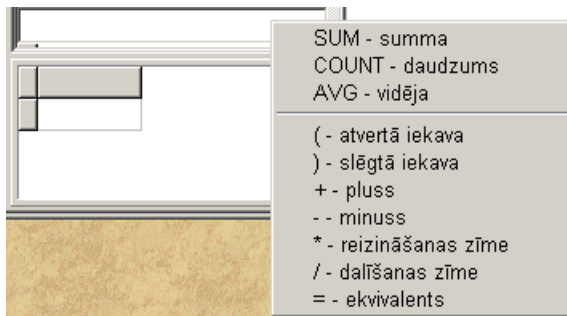 SUM - summa
COUNT - daudzums
AVG - vidēja
( - atvertā iekava
) - slēgtā iekava
+ - pluss
- - minuss
* - reizināšanas zīme
/ - dalīšanas zīme
= - ekvivalents